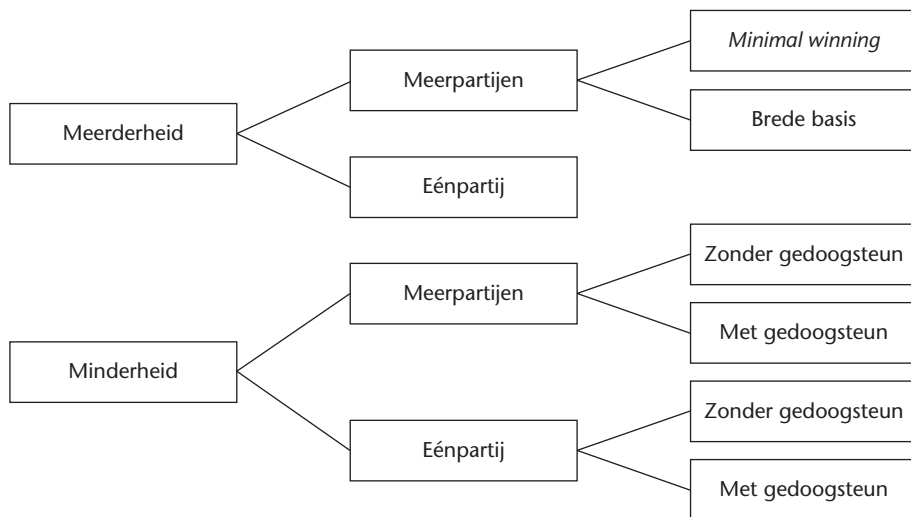 Minimal winning
Meerpartijen
Brede basis
Meerderheid
Eénpartij
Zonder gedoogsteun
Meerpartijen
Met gedoogsteun
Minderheid
Zonder gedoogsteun
Eénpartij
Met gedoogsteun